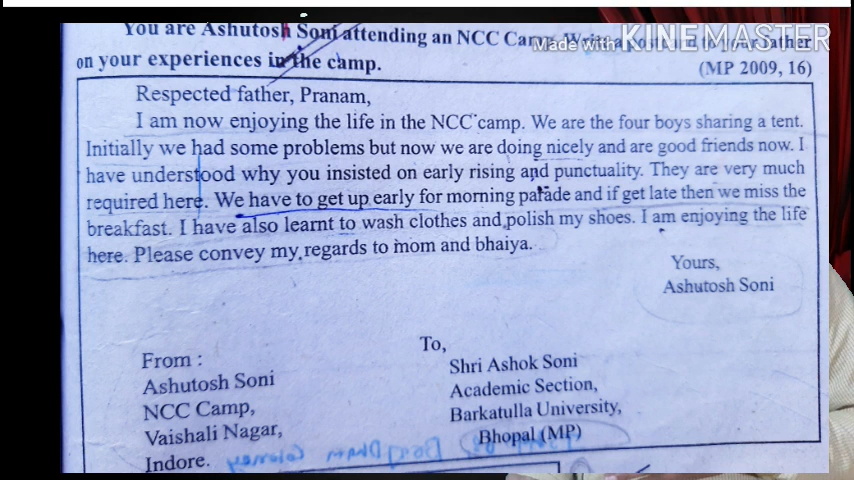 You are Ashutosh Soni attending an NCC Camp. Write a postcard to your father
Made with KINEMASTER
on your experiences in the camp.
(MP 2009, 16)
Respected father, Pranam,
I am now enjoying the life in the NCC camp. We are the four boys sharing a tent.
Initially we had some problems but now we are doing nicely and are good friends now. I
have understood why you insisted on early rising and punctuality. They are very much
required here. We have to get up early for morning parade and if get late then we miss the
breakfast. I have also learnt to wash clothes and polish my shoes. I am enjoying the life
here. Please convey my regards to mom and bhaiya.
Yours,
Ashutosh Soni
From :
Ashutosh Soni
NCC Camp,
Vaishali Nagar,
Indore.
To,
Shri Ashok Soni
Academic Section,
Barkatulla University,
Bhopal (MP)